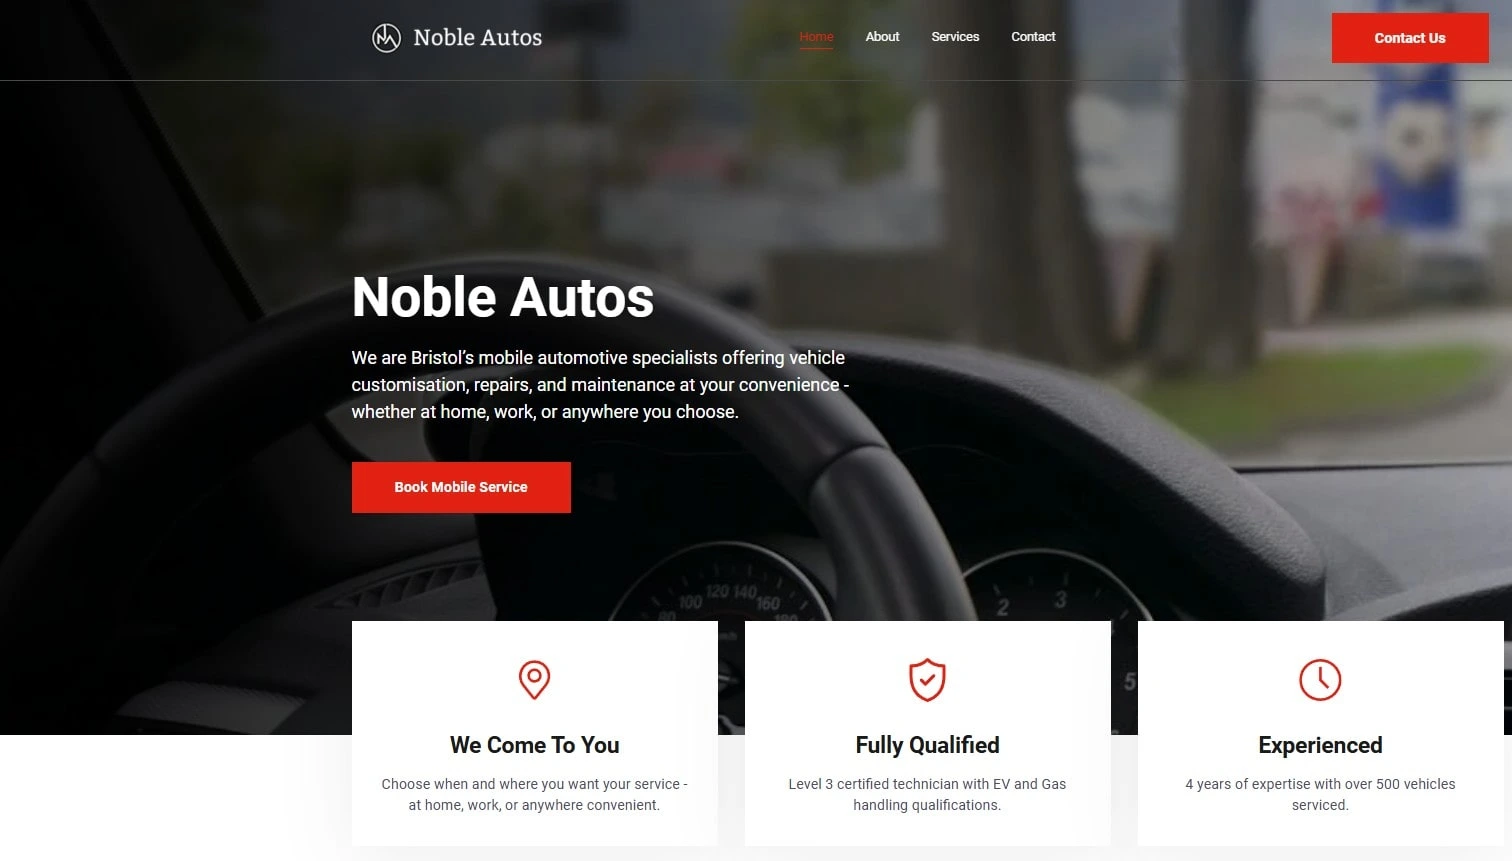 Noble Autos
Home
About
Services
Contact
Contact Us
Noble Autos
We are Bristol's mobile automotive specialists offering vehicle
customisation, repairs, and maintenance at your convenience -
whether at home, work, or anywhere you choose.
Book Mobile Service
80 100 120 140 160 180
km/h
2 3 4 5
We Come To You
Choose when and where you want your service -
at home, work, or anywhere convenient.
Fully Qualified
Level 3 certified technician with EV and Gas
handling qualifications.
Experienced
4 years of expertise with over 500 vehicles
serviced.